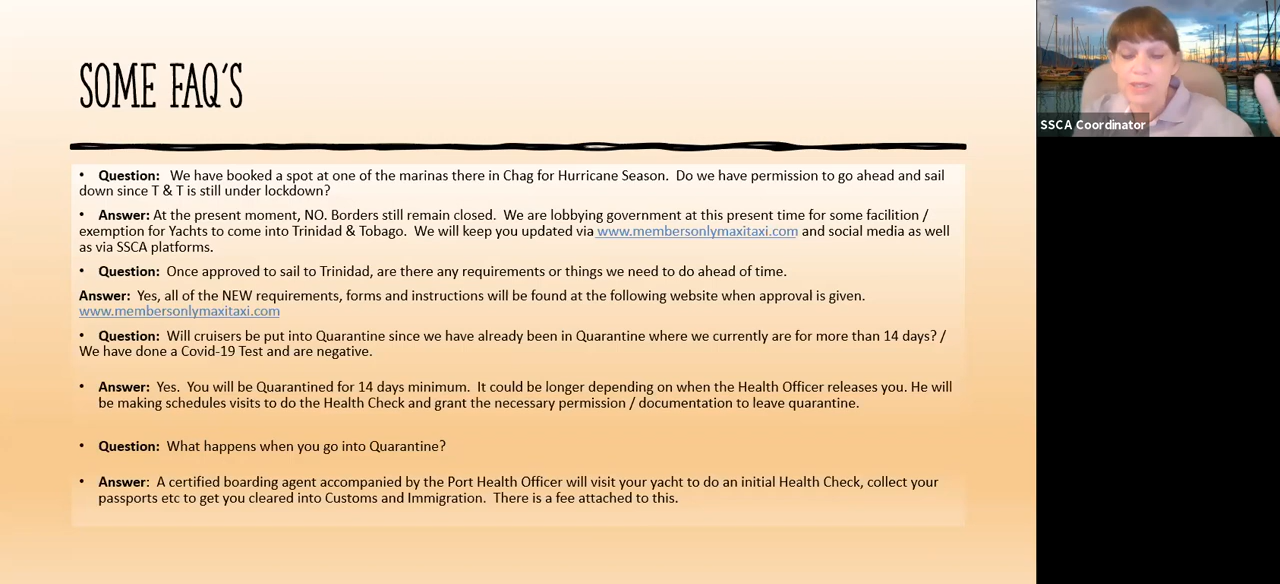 SOME FAQ'S
• Question: We have booked a spot at one of the marinas there in Chag for Hurricane Season. Do we have permission to go ahead and sail
down since T & T is still under lockdown?
• Answer: At the present moment, NO. Borders still remain closed. We are lobbying government at this present time for some facilition /
exemption for Yachts to come into Trinidad & Tobago. We will keep you updated via www.membersonlymaxitaxi.com and social media as well
as via SSCA platforms.
• Question: Once approved to sail to Trinidad, are there any requirements or things we need to do ahead of time.
Answer: Yes, all of the NEW requirements, forms and instructions will be found at the following website when approval is given.
www.membersonlymaxitaxi.com
• Question: Will cruisers be put into Quarantine since we have already been in Quarantine where we currently are for more than 14 days? /
We have done a Covid-19 Test and are negative.
• Answer: Yes. You will be Quarantined for 14 days minimum. It could be longer depending on when the Health Officer releases you. He will
be making schedules visits to do the Health Check and grant the necessary permission / documentation to leave quarantine.
• Question: What happens when you go into Quarantine?
• Answer: A certified boarding agent accompanied by the Port Health Officer will visit your yacht to do an initial Health Check, collect your
passports etc to get you cleared into Customs and Immigration. There is a fee attached to this.
SSCA Coordinator